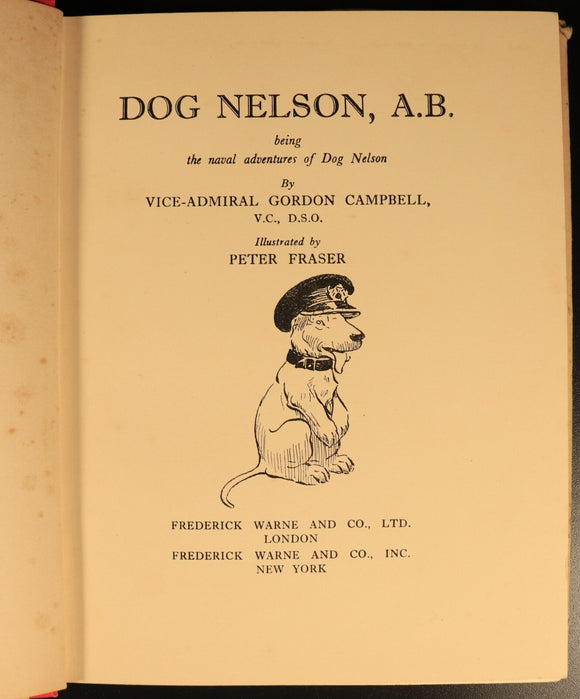 DOG NELSON, A.B.
being
the naval adventures of Dog Nelson
By
VICE-ADMIRAL GORDON CAMPBELL,
V.C., D.S.O.
Illustrated by
PETER FRASER
FREDERICK WARNE AND CO., LTD.
LONDON
FREDERICK WARNE AND CO., INC.
NEW YORK